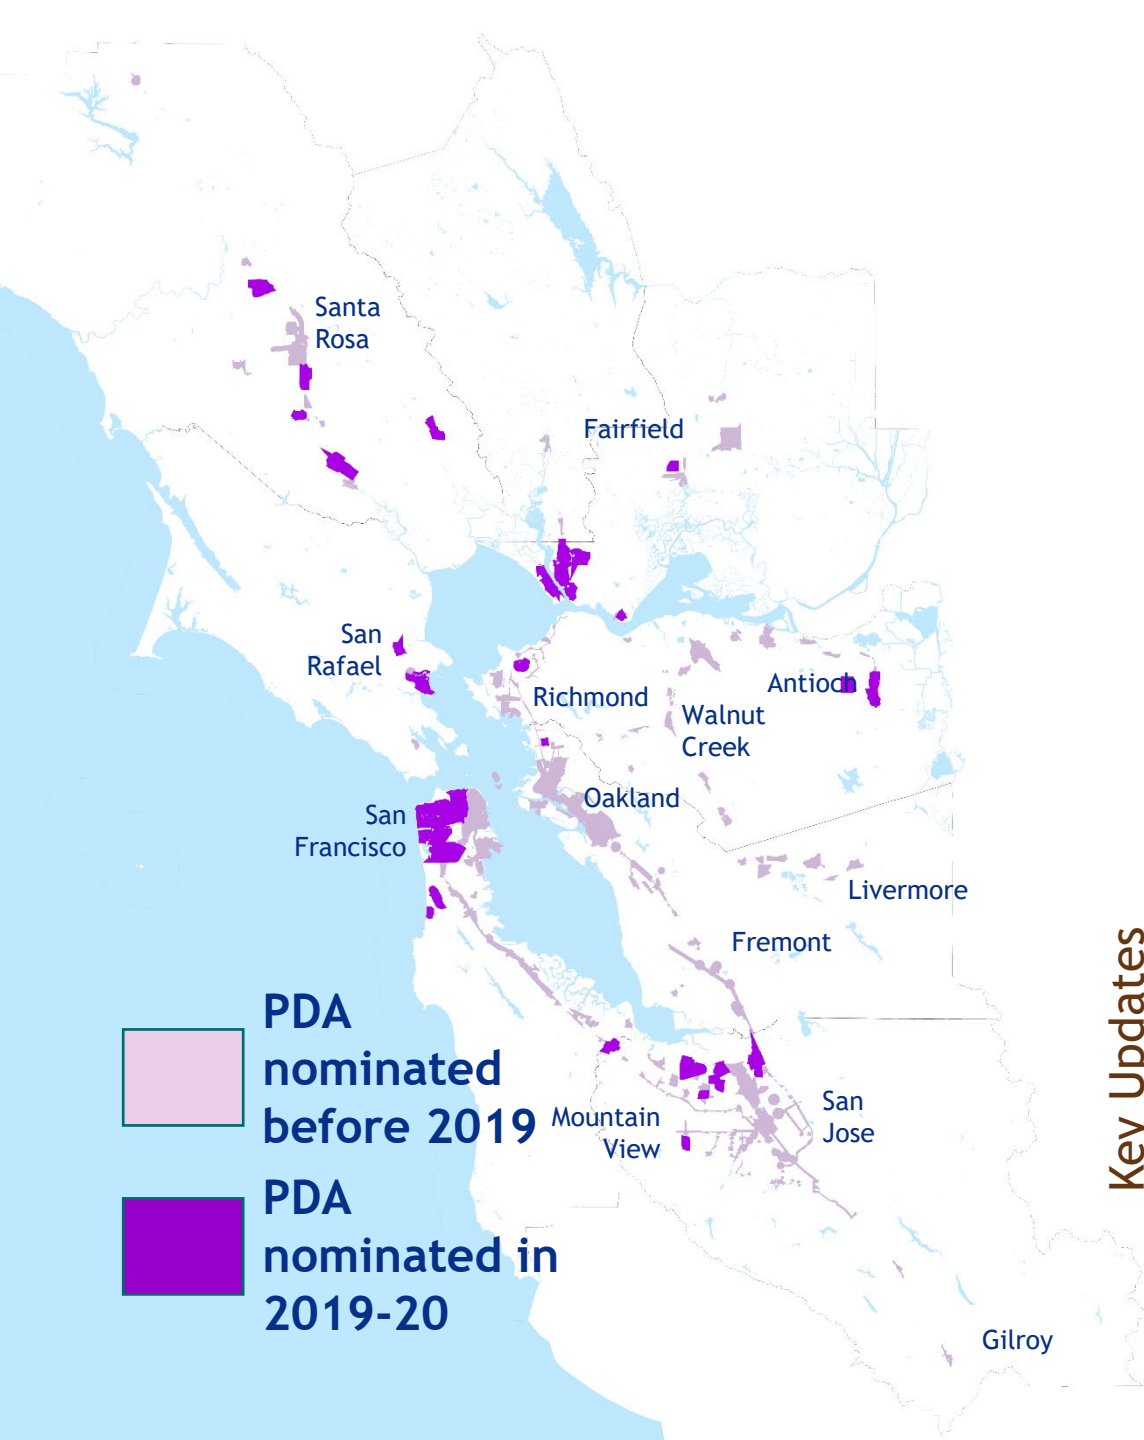 Santa
Rosa
Fairfield
San
Rafael
Richmond
Antioch
Walnut
Creek
Oakland
San
Francisco
Livermore
Fremont
PDA
nominated
before 2019
Mountain
View
San
Jose
PDA
nominated in
2019-20
Gilroy
Key Updates